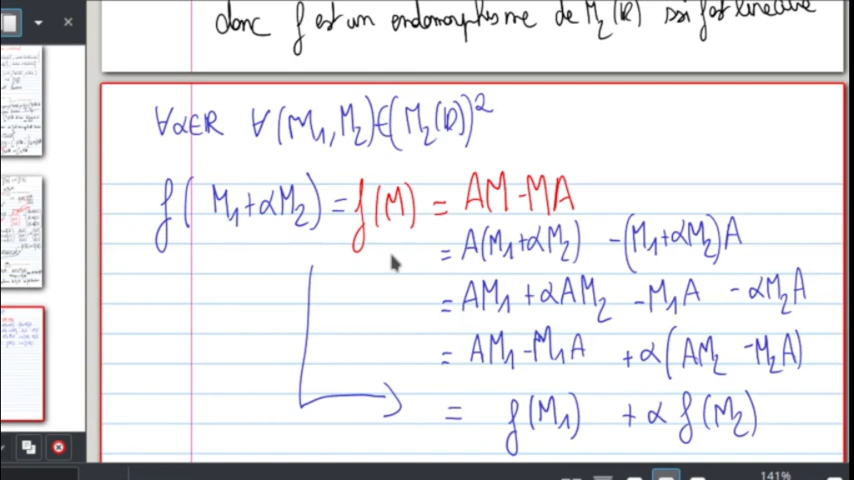 donc f est un endomorphisme de M₂(R) ssi f est linéaire
∀α∈R ∀(M₁,M₂)∈(M₂(R))²
f( M₁+αM₂) = f(M) = AM-MA
= A(M₁+αM₂) -(M₁+αM₂)A
= AM₁ + αAM₂ -M₁A -αM₂A
= AM₁-M₁A +α(AM₂ -M₂A)
= f(M₁) +α f(M₂)
141%